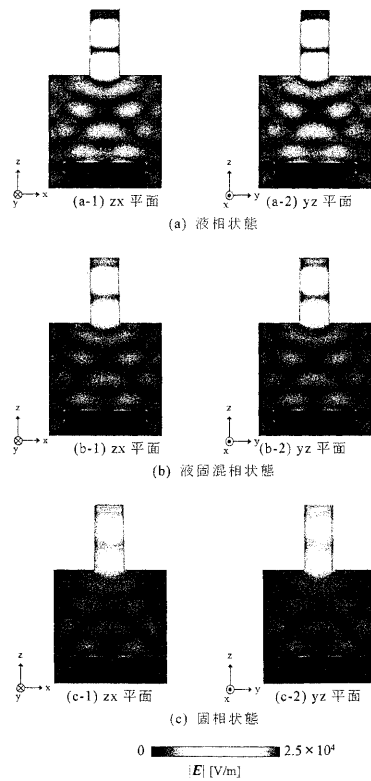 z
y
x
(a-1) zx 平面
z
x
y
(a-2) yz 平面
(a) 液相状態
z
y
x
(b-1) zx 平面
z
x
y
(b-2) yz 平面
(b) 液固混相状態
z
y
x
(c-1) zx 平面
z
x
y
(c-2) yz 平面
(c) 固相状態
0
2.5×10⁴
|E| [V/m]